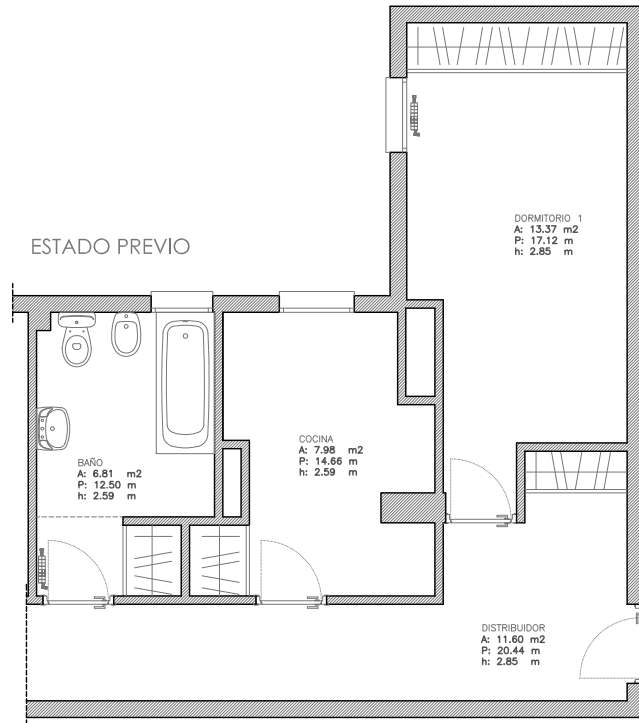 DORMITORIO 1
A: 13.37 m2
P: 17.12 m
h: 2.85 m
ESTADO PREVIO
COCINA
A: 7.98 m2
P: 14.66 m
h: 2.59 m
BAÑO
A: 6.81 m2
P: 12.50 m
h: 2.59 m
DISTRIBUIDOR
A: 11.60 m2
P: 20.44 m
h: 2.85 m